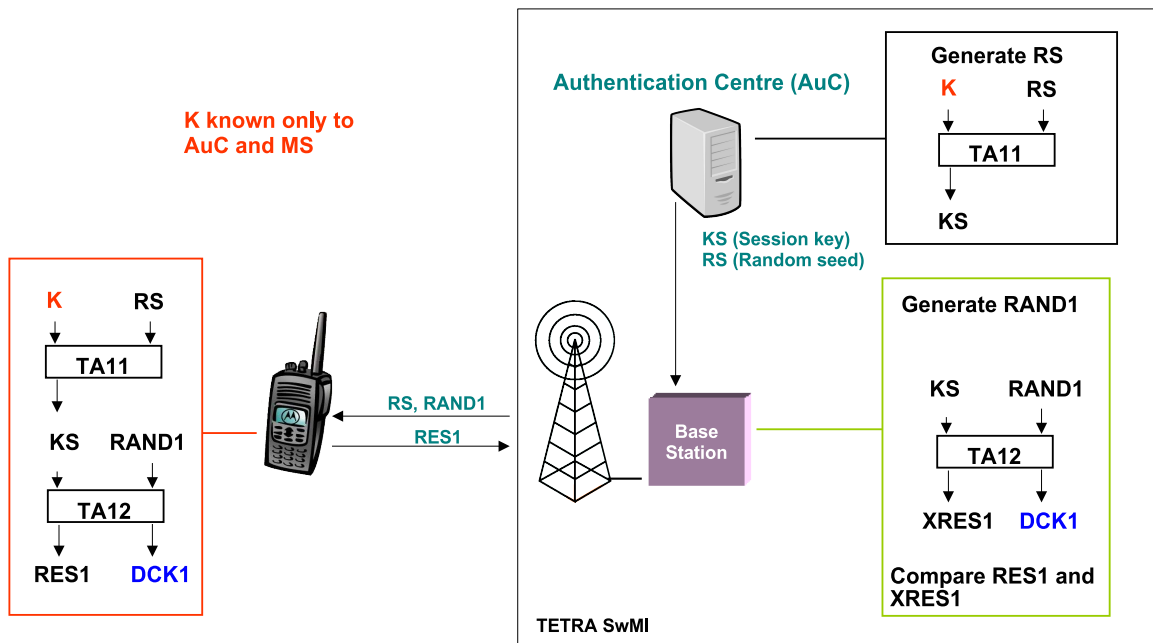 Generate RS
K
RS
TA11
KS
Authentication Centre (AuC)
K known only to
AuC and MS
KS (Session key)
RS (Random seed)
K
RS
TA11
KS
RAND1
TA12
RES1
DCK1
RS, RAND1
RES1
Base
Station
Generate RAND1
KS
RAND1
TA12
XRES1
DCK1
Compare RES1 and
XRES1
TETRA SwMI